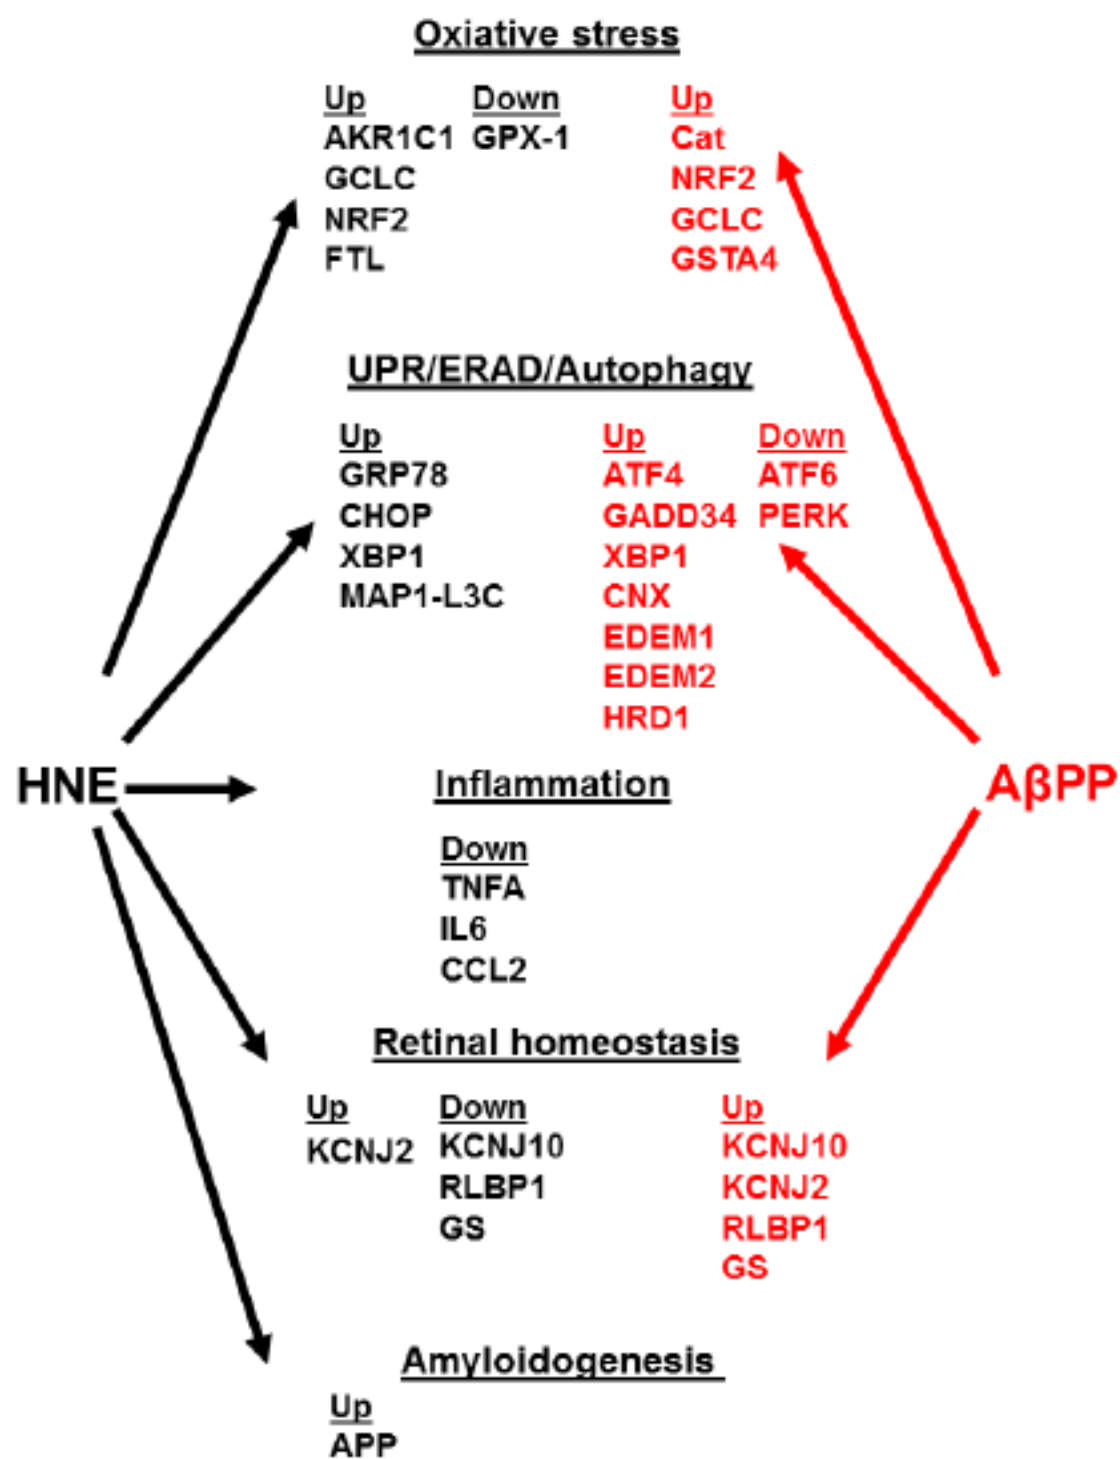 Oxiative stress
Up Down Up
AKR1C1 GPX-1 Cat
GCLC NRF2
NRF2 GCLC
FTL GSTA4
UPR/ERAD/Autophagy
Up Up Down
GRP78 ATF4 ATF6
CHOP GADD34 PERK
XBP1 XBP1
MAP1-L3C CNX
EDEM1
EDEM2
HRD1
HNE Inflammation AβPP
Down
TNFA
IL6
CCL2
Retinal homeostasis
Up Down Up
KCNJ2 KCNJ10 KCNJ10
RLBP1 KCNJ2
GS RLBP1
GS
Amyloidogenesis
Up
APP